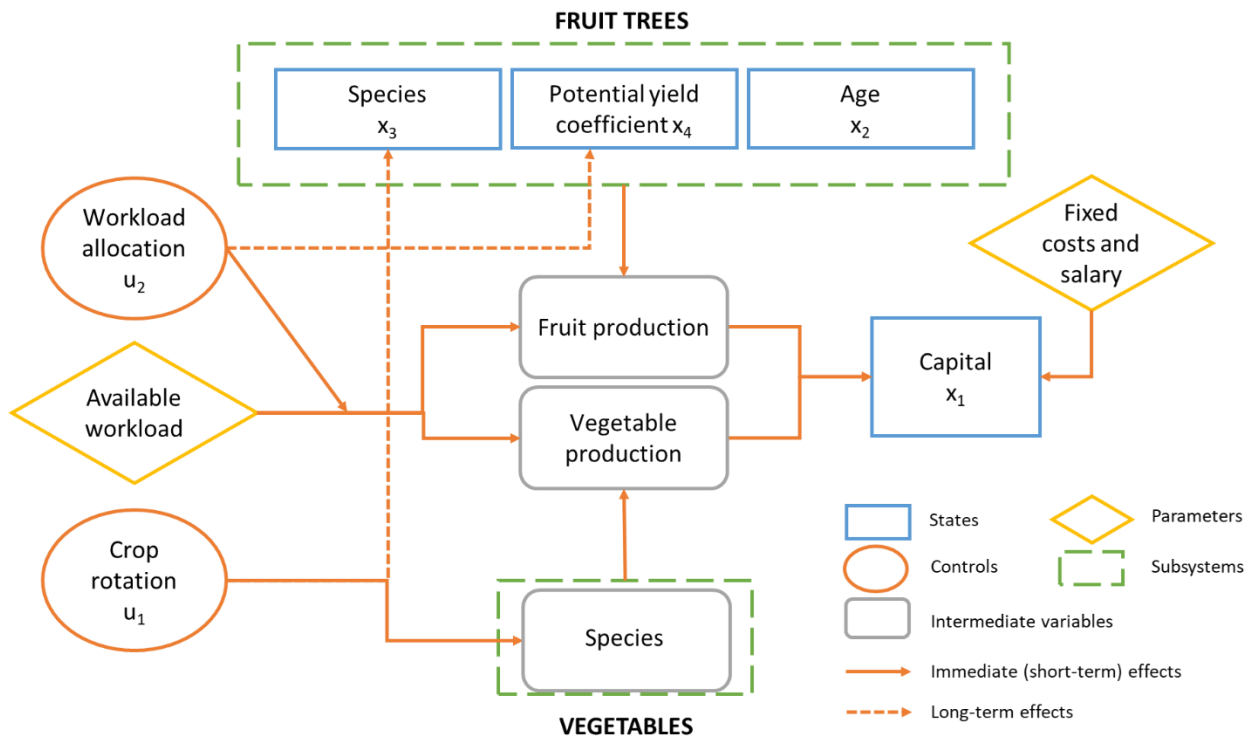 FRUIT TREES
Species
x₃
Potential yield
coefficient x₄
Age
x₂
Workload
allocation
u₂
Fixed
costs and
salary
Fruit production
Available
workload
Vegetable
production
Capital
x₁
Crop
rotation
u₁
Species
VEGETABLES
States
Parameters
Controls
Subsystems
Intermediate variables
Immediate (short-term) effects
Long-term effects